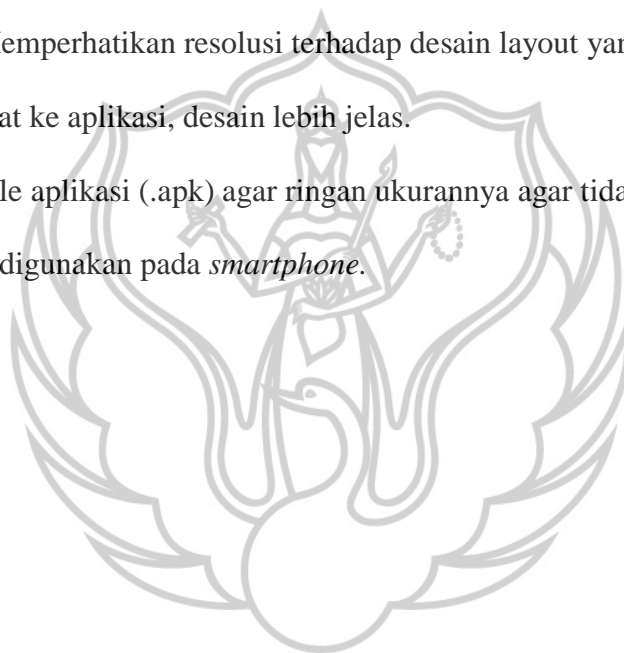 emperhatikan resolusi terhadap desain layout yan
at ke aplikasi, desain lebih jelas.
le aplikasi (.apk) agar ringan ukurannya agar tida
digunakan pada smartphone.